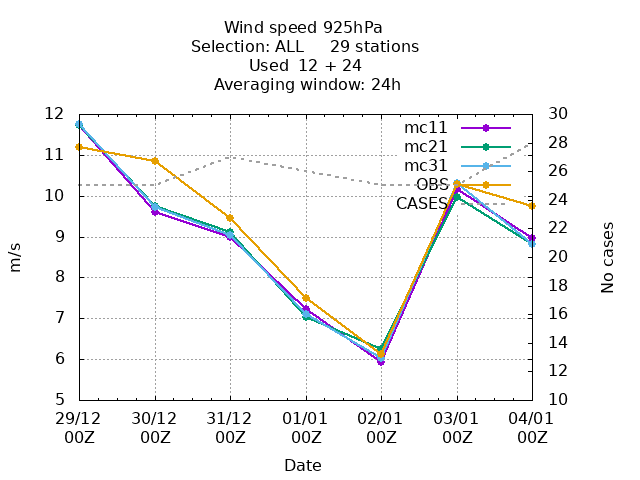 Wind speed 925hPa
Selection: ALL     29 stations
Used  12 + 24
Averaging window: 24h
12
11
10
9
8
7
6
5
m/s
30
28
26
24
22
20
18
16
14
12
10
No cases
mc11
mc21
mc31
OBS
CASES
29/12 30/12 31/12 01/01 02/01 03/01 04/01
00Z 00Z 00Z 00Z 00Z 00Z 00Z
Date